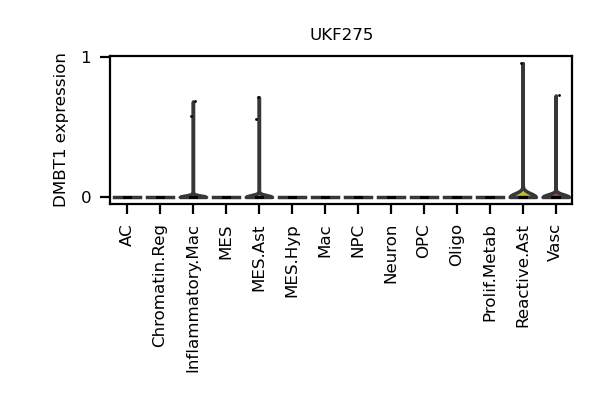 UKF275
DMBT1 expression
1
0
AC
Chromatin.Reg
Inflammatory.Mac
MES
MES.Ast
MES.Hyp
Mac
NPC
Neuron
OPC
Oligo
Prolif.Metab
Reactive.Ast
Vasc